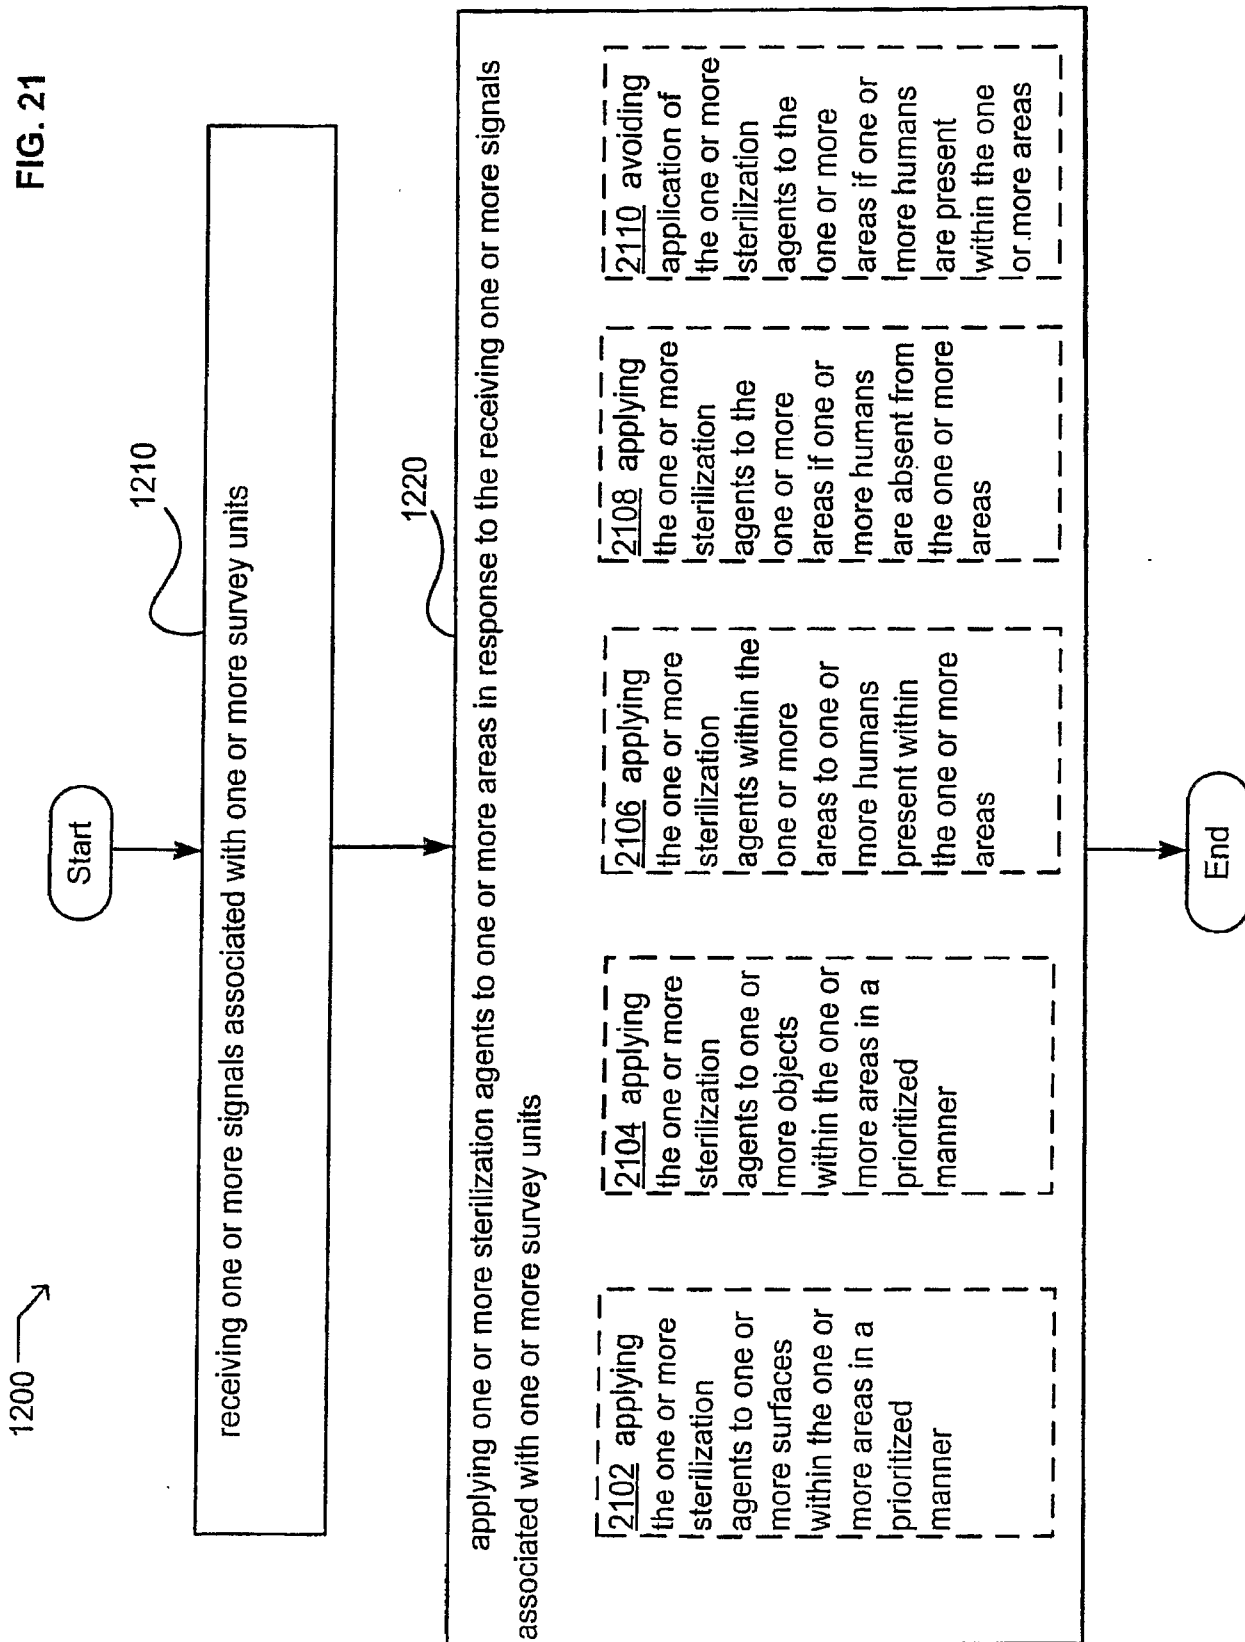 FIG. 21
1200
Start
1210
receiving one or more signals associated with one or more survey units
1220
applying one or more sterilization agents to one or more areas in response to the receiving one or more signals
associated with one or more survey units
2102 applying
the one or more
sterilization
agents to one or
more surfaces
within the one or
more areas in a
prioritized
manner
2104 applying
the one or more
sterilization
agents to one or
more objects
within the one or
more areas in a
prioritized
manner
2106 applying
the one or more
sterilization
agents within the
one or more
areas to one or
more humans
present within
the one or more
areas
2108 applying
the one or more
sterilization
agents to the
one or more
areas if one or
more humans
are absent from
the one or more
areas
2110 avoiding
application of
the one or more
sterilization
agents to the
one or more
areas if one or
more humans
are present
within the one
or more areas
End